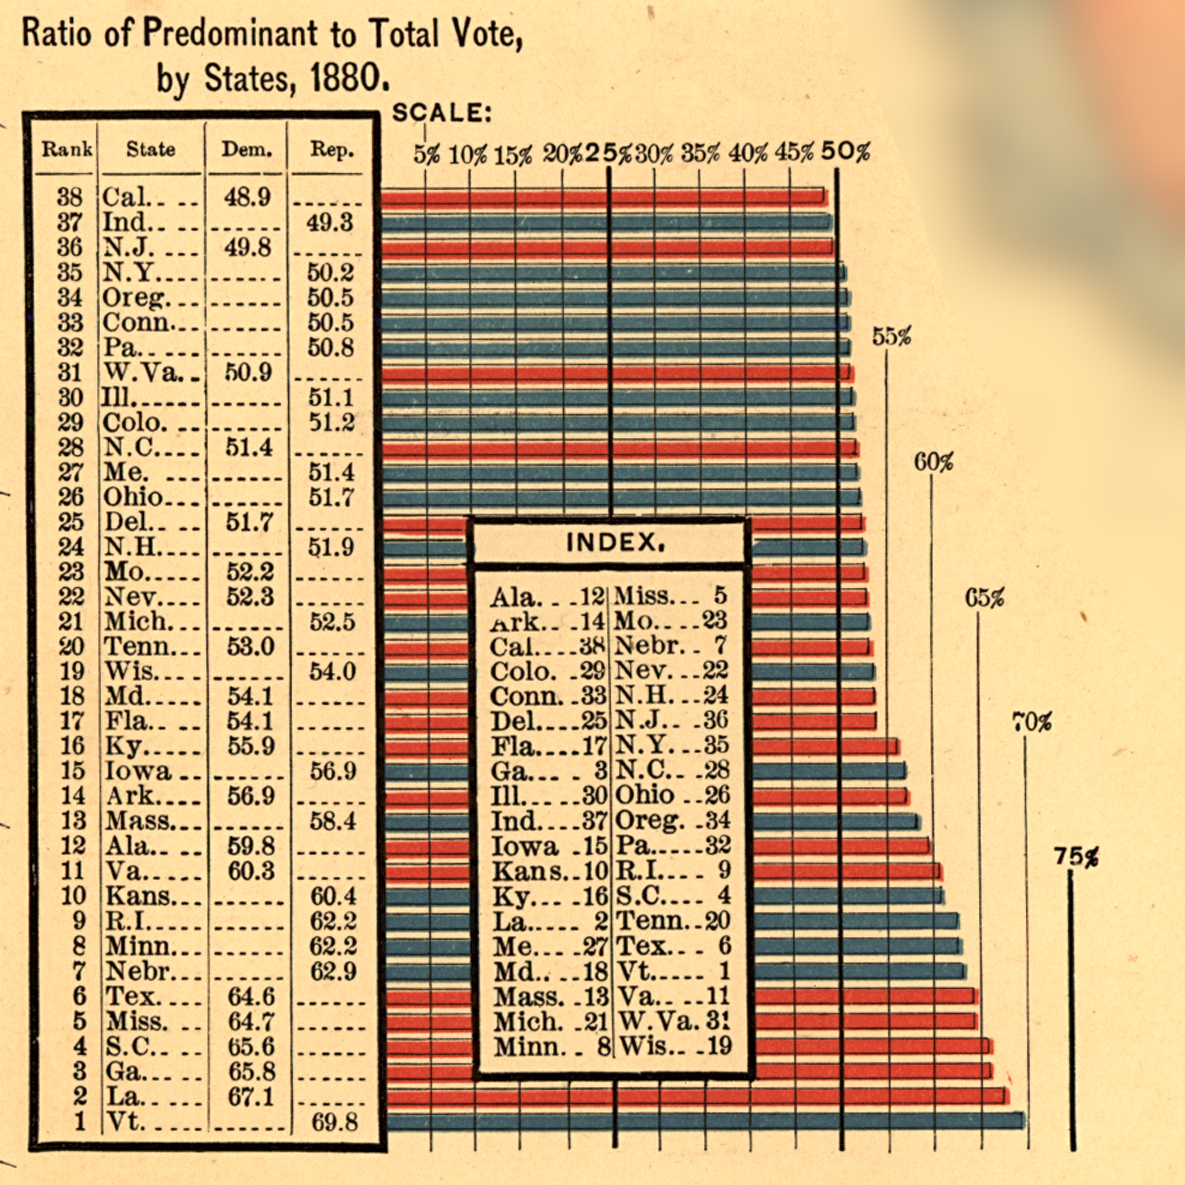 Ratio of Predominant to Total Vote,
by States, 1880.
SCALE:
5% 10% 15% 20% 25% 30% 35% 40% 45% 50%
55%
60%
65%
70%
75%
Rank State Dem. Rep.
38 Cal.. _ .. 48.9 ......
37 Ind.. .... ...... 49.3
36 N.J. ... 49.8 ......
35 N.Y.... ...... 50.2
34 Oreg. .. ...... 50.5
33 Conn... ...... 50.5
32 Pa.. .... ...... 50.8
31 W.Va.. 50.9 ......
30 Ill...... ...... 51.1
29 Colo. .. ...... 51.2
28 N.C.... 51.4 ......
27 Me. ... ...... 51.4
26 Ohio... ...... 51.7
25 Del.. .. 51.7 ......
24 N.H.... ...... 51.9
23 Mo..... 52.2 ......
22 Nev.... 52.3 ......
21 Mich. .. ...... 52.5
20 Tenn... 53.0 ......
19 Wis.... ...... 54.0
18 Md..... 54.1 ......
17 Fla.. .. 54.1 ......
16 Ky..... 55.9 ......
15 Iowa .. ...... 56.9
14 Ark.... 56.9 ......
13 Mass... ...... 58.4
12 Ala.. .. 59.8 ......
11 Va..... 60.3 ......
10 Kans... ...... 60.4
9 R.I..... ...... 62.2
8 Minn... ...... 62.2
7 Nebr... ...... 62.9
6 Tex.... 64.6 ......
5 Miss. .. 64.7 ......
4 S.C.. .. 65.6 ......
3 Ga..... 65.8 ......
2 La.. .... 67.1 ......
1 Vt...... ...... 69.8
INDEX.
Ala. . .12 Miss... 5
Ark.. .14 Mo....23
Cal....38 Nebr.. 7
Colo. .29 Nev...22
Conn. .33 N.H...24
Del....25 N.J.. .36
Fla....17 N.Y...35
Ga... . 3 N.C.. .28
Ill.....30 Ohio ..26
Ind....37 Oreg. .34
Iowa .15 Pa.....32
Kans..10 R.I.... 9
Ky... .16 S.C.... 4
La..... 2 Tenn..20
Me....27 Tex... 6
Md.. .18 Vt..... 1
Mass. .13 Va.. ..11
Mich. .21 W.Va. 31
Minn.. 8 Wis.. .19